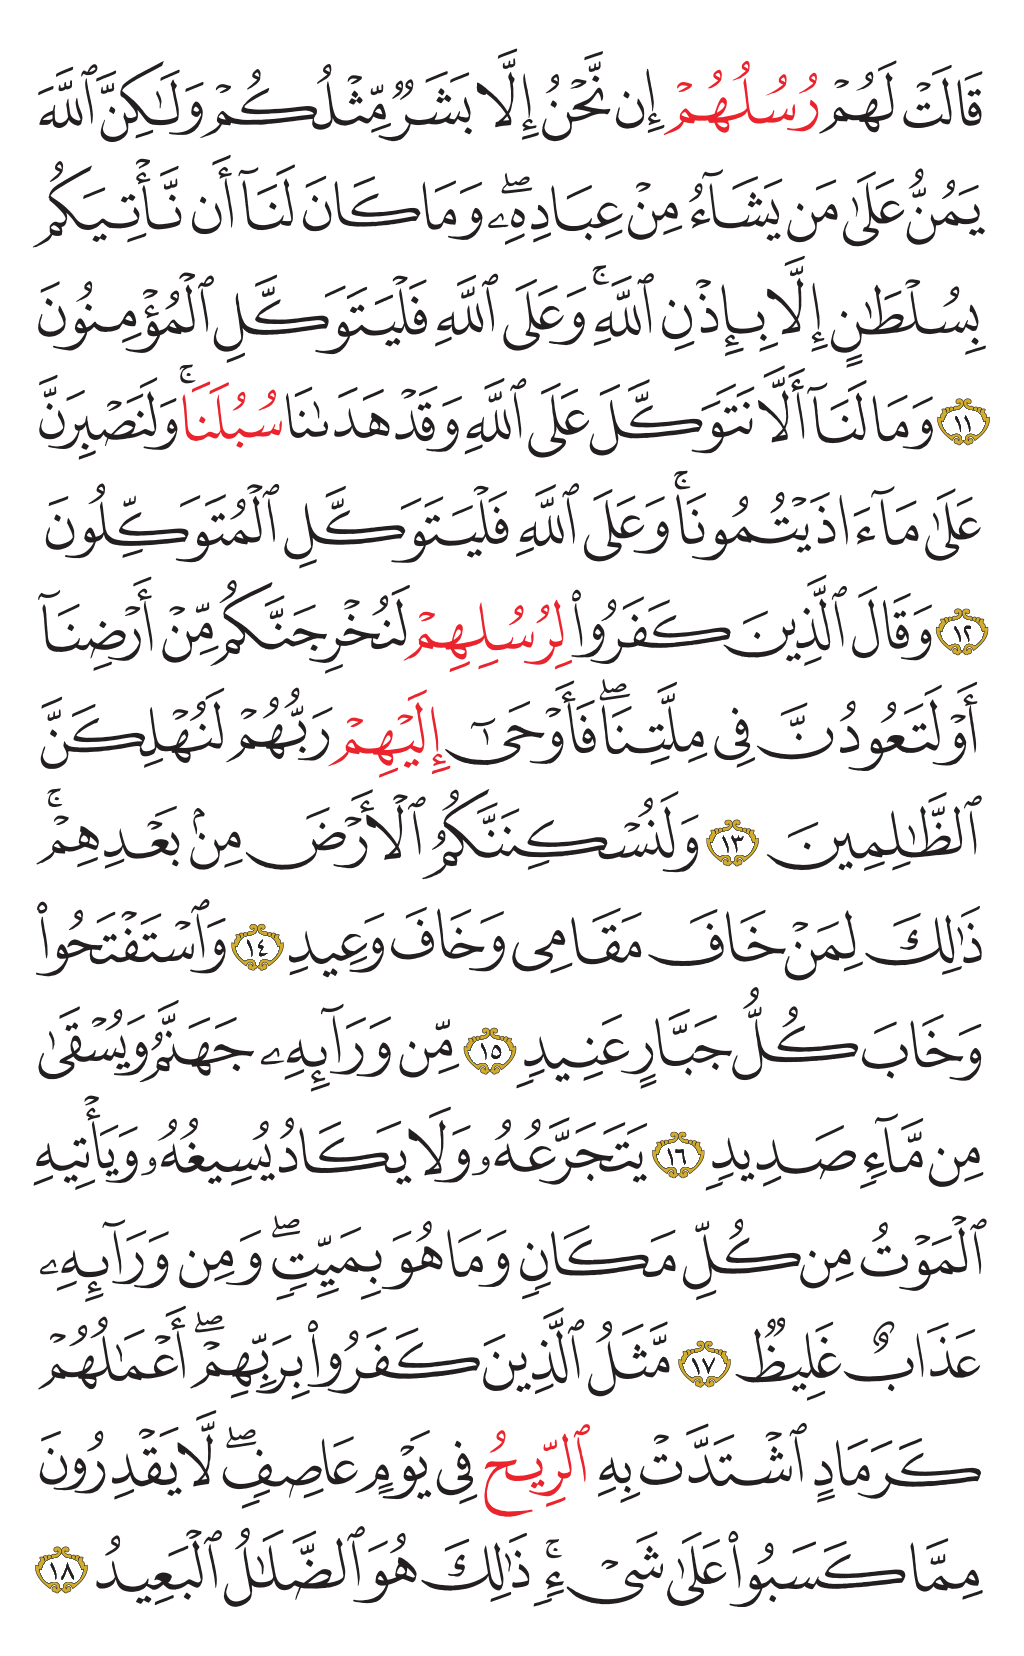 قَالَتْ لَهُمْ رُسُلُهُمْ إِن نَّحْنُ إِلَّا بَشَرٌ مِّثْلُكُمْ وَلَٰكِنَّ ٱللَّهَ
يَمُنُّ عَلَىٰ مَن يَشَآءُ مِنْ عِبَادِهِۦۖ وَمَا كَانَ لَنَآ أَن نَّأْتِيَكُم
بِسُلْطَٰنٍ إِلَّا بِإِذْنِ ٱللَّهِۚ وَعَلَى ٱللَّهِ فَلْيَتَوَكَّلِ ٱلْمُؤْمِنُونَ
١١ وَمَا لَنَآ أَلَّا نَتَوَكَّلَ عَلَى ٱللَّهِ وَقَدْ هَدَىٰنَا سُبُلَنَاۚ وَلَنَصْبِرَنَّ
عَلَىٰ مَآ ءَاذَيْتُمُونَاۚ وَعَلَى ٱللَّهِ فَلْيَتَوَكَّلِ ٱلْمُتَوَكِّلُونَ
١٢ وَقَالَ ٱلَّذِينَ كَفَرُوا۟ لِرُسُلِهِمْ لَنُخْرِجَنَّكُم مِّنْ أَرْضِنَآ
أَوْ لَتَعُودُنَّ فِى مِلَّتِنَاۖ فَأَوْحَىٰٓ إِلَيْهِمْ رَبُّهُمْ لَنُهْلِكَنَّ
ٱلظَّٰلِمِينَ ١٣ وَلَنُسْكِنَنَّكُمُ ٱلْأَرْضَ مِنۢ بَعْدِهِمْۚ
ذَٰلِكَ لِمَنْ خَافَ مَقَامِى وَخَافَ وَعِيدِ ١٤ وَٱسْتَفْتَحُوا۟
وَخَابَ كُلُّ جَبَّارٍ عَنِيدٍ ١٥ مِّن وَرَآئِهِۦ جَهَنَّمُ وَيُسْقَىٰ
مِن مَّآءٍ صَدِيدٍ ١٦ يَتَجَرَّعُهُۥ وَلَا يَكَادُ يُسِيغُهُۥ وَيَأْتِيهِ
ٱلْمَوْتُ مِن كُلِّ مَكَانٍ وَمَا هُوَ بِمَيِّتٍۖ وَمِن وَرَآئِهِۦ
عَذَابٌ غَلِيظٌ ١٧ مَّثَلُ ٱلَّذِينَ كَفَرُوا۟ بِرَبِّهِمْۖ أَعْمَٰلُهُمْ
كَرَمَادٍ ٱشْتَدَّتْ بِهِ ٱلرِّيحُ فِى يَوْمٍ عَاصِفٍۖ لَّا يَقْدِرُونَ
مِمَّا كَسَبُوا۟ عَلَىٰ شَىْءٍۚ ذَٰلِكَ هُوَ ٱلضَّلَٰلُ ٱلْبَعِيدُ ١٨